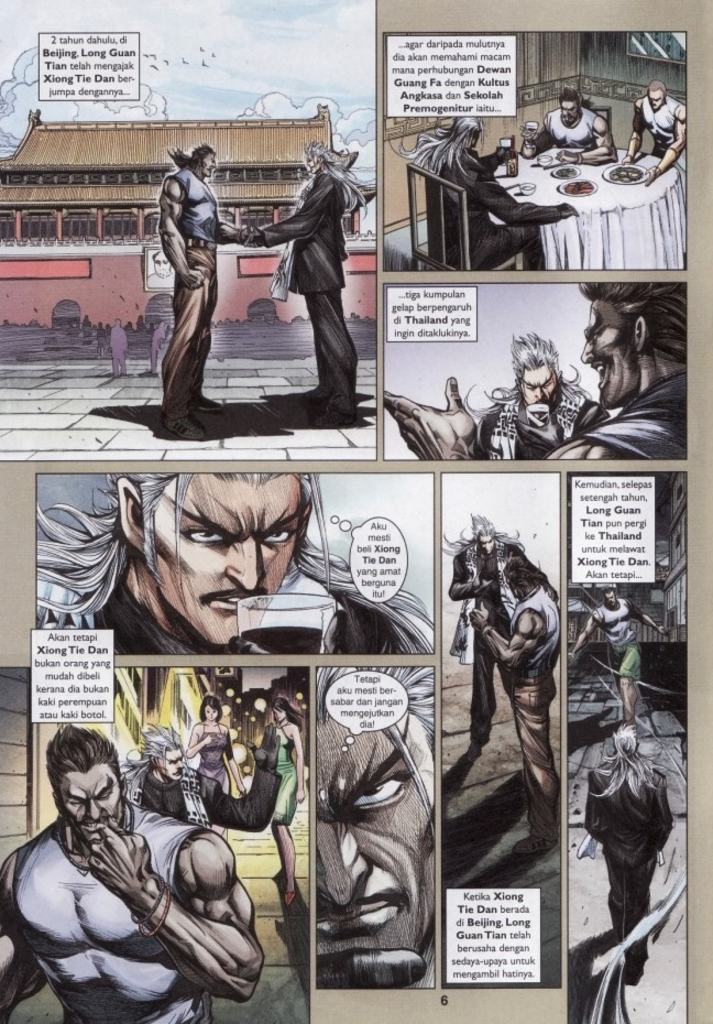 2 tahun dahulu, di
Beijing, Long Guan
Tian telah mengajak
Xiong Tie Dan ber-
jumpa dengannya...
...agar daripada mulutnya
dia akan memahami macam
mana perhubungan Dewan
Guang Fa dengan Kultus
Angkasa dan Sekolah
Premogenitur iaitu...
...tiga kumpulan
gelap berpengaruh
di Thailand yang
ingin ditaklukinya.
Aku
mesti
beli Xiong
Tie Dan
yang amat
berguna
itu!
Akan tetapi
Xiong Tie Dan
bukan orang yang
mudah dibeli
kerana dia bukan
kaki perempuan
atau kaki botol.
Tetapi
aku mesti ber-
sabar dan jangan
mengejutkan
dia!
Ketika Xiong
Tie Dan berada
di Beijing, Long
Guan Tian telah
berusaha dengan
sedaya-upaya untuk
mengambil hatinya.
Kemudian, selepas
setengah tahun,
Long Guan
Tian pun pergi
ke Thailand
untuk melawat
Xiong Tie Dan.
Akan tetapi...
6